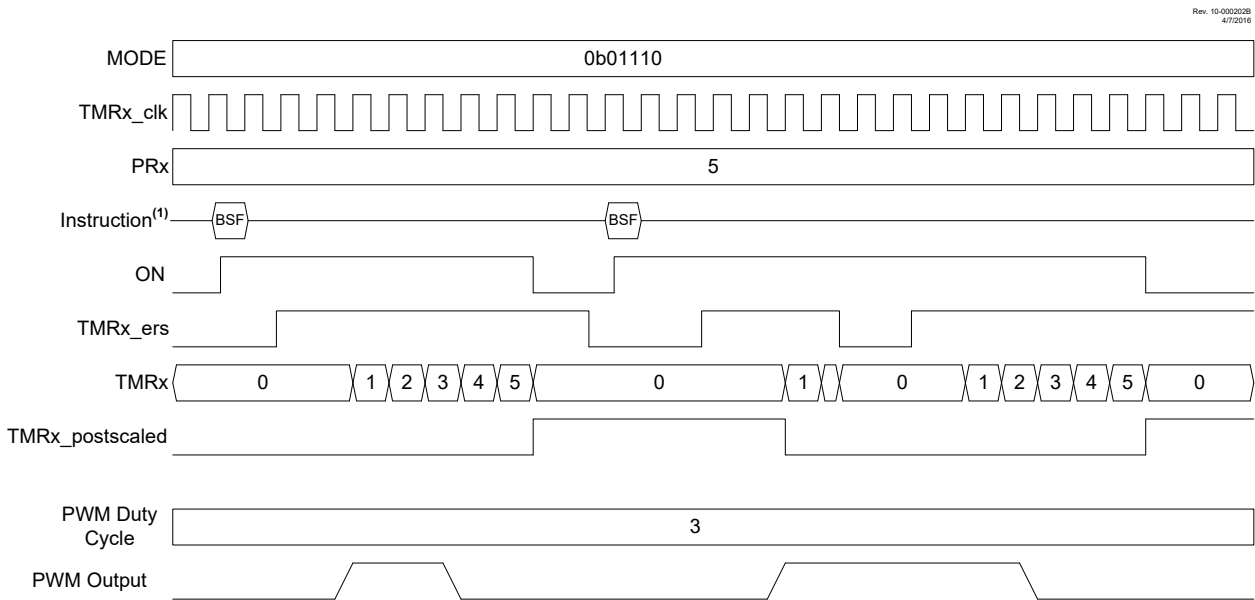 Rev. 10-000202B
4/7/2016
MODE 0b01110
TMRx_clk
PRx 5
Instruction(1) BSF BSF
ON
TMRx_ers
TMRx 0 1 2 3 4 5 0 1 0 1 2 3 4 5 0
TMRx_postscaled
PWM Duty
Cycle 3
PWM Output